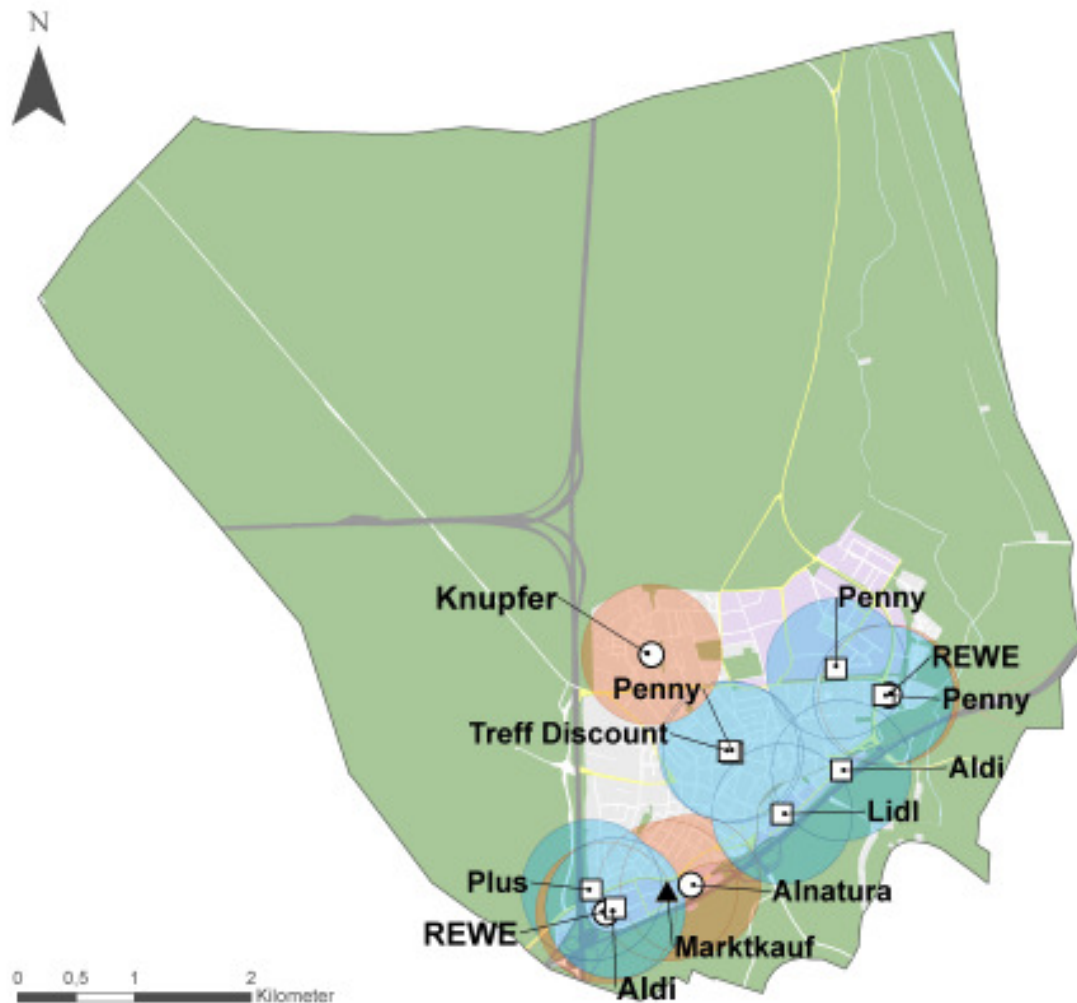 N
Knupfer
Penny
REWE
Penny
Penny
Treff Discount
Aldi
Lidl
Plus
Alnatura
REWE
Marktkauf
Aldi
0 0,5 1 2
Kilometer